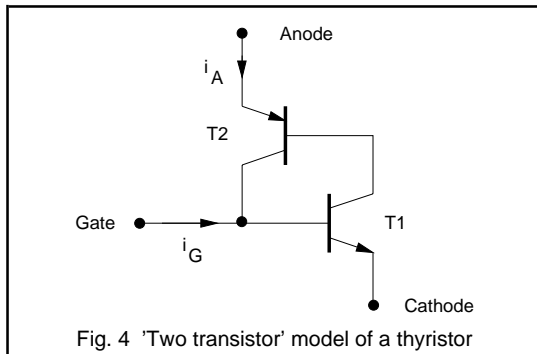 Anode
i A
T2
Gate
T1
i G
Cathode
Fig. 4 'Two transistor' model of a thyristor